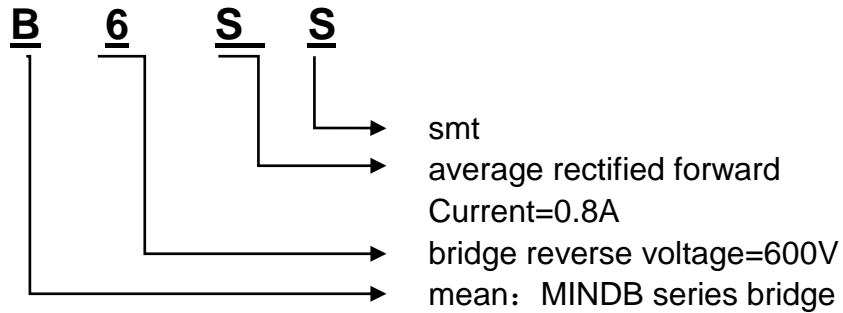 B 6 S S
smt
average rectified forward
Current=0.8A
bridge reverse voltage=600V
mean：MINDB series bridge